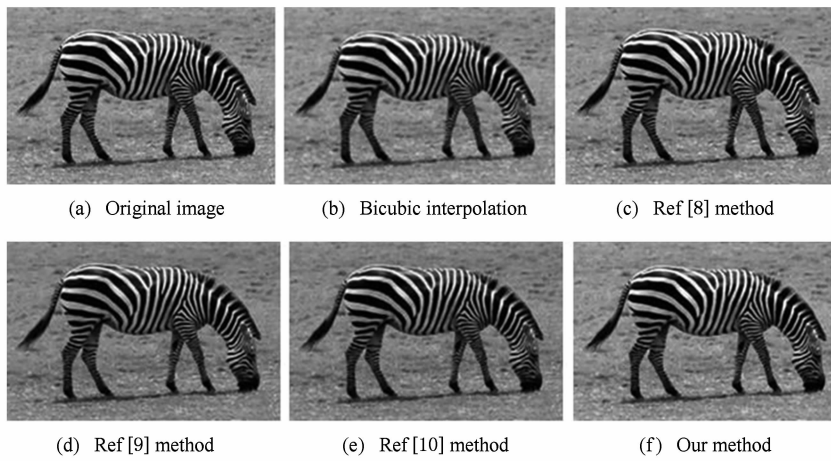 (a) Original image
(b) Bicubic interpolation
(c) Ref [8] method
(d) Ref [9] method
(e) Ref [10] method
(f) Our method